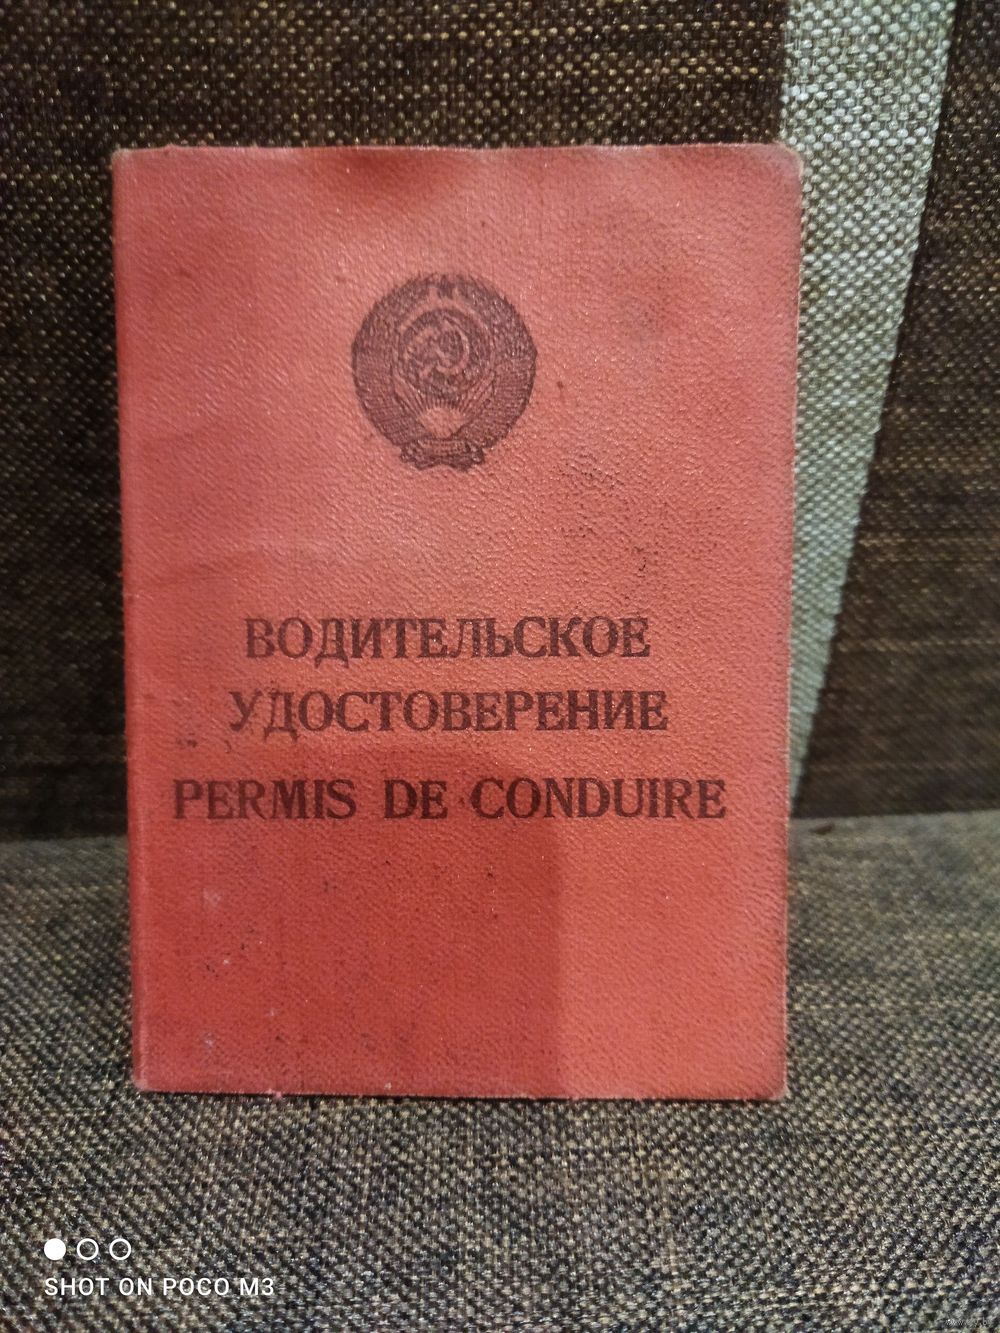 ВОДИТЕЛЬСКОЕ
УДОСТОВЕРЕНИЕ
PERMIS DE CONDUIRE
SHOT ON POCO M3